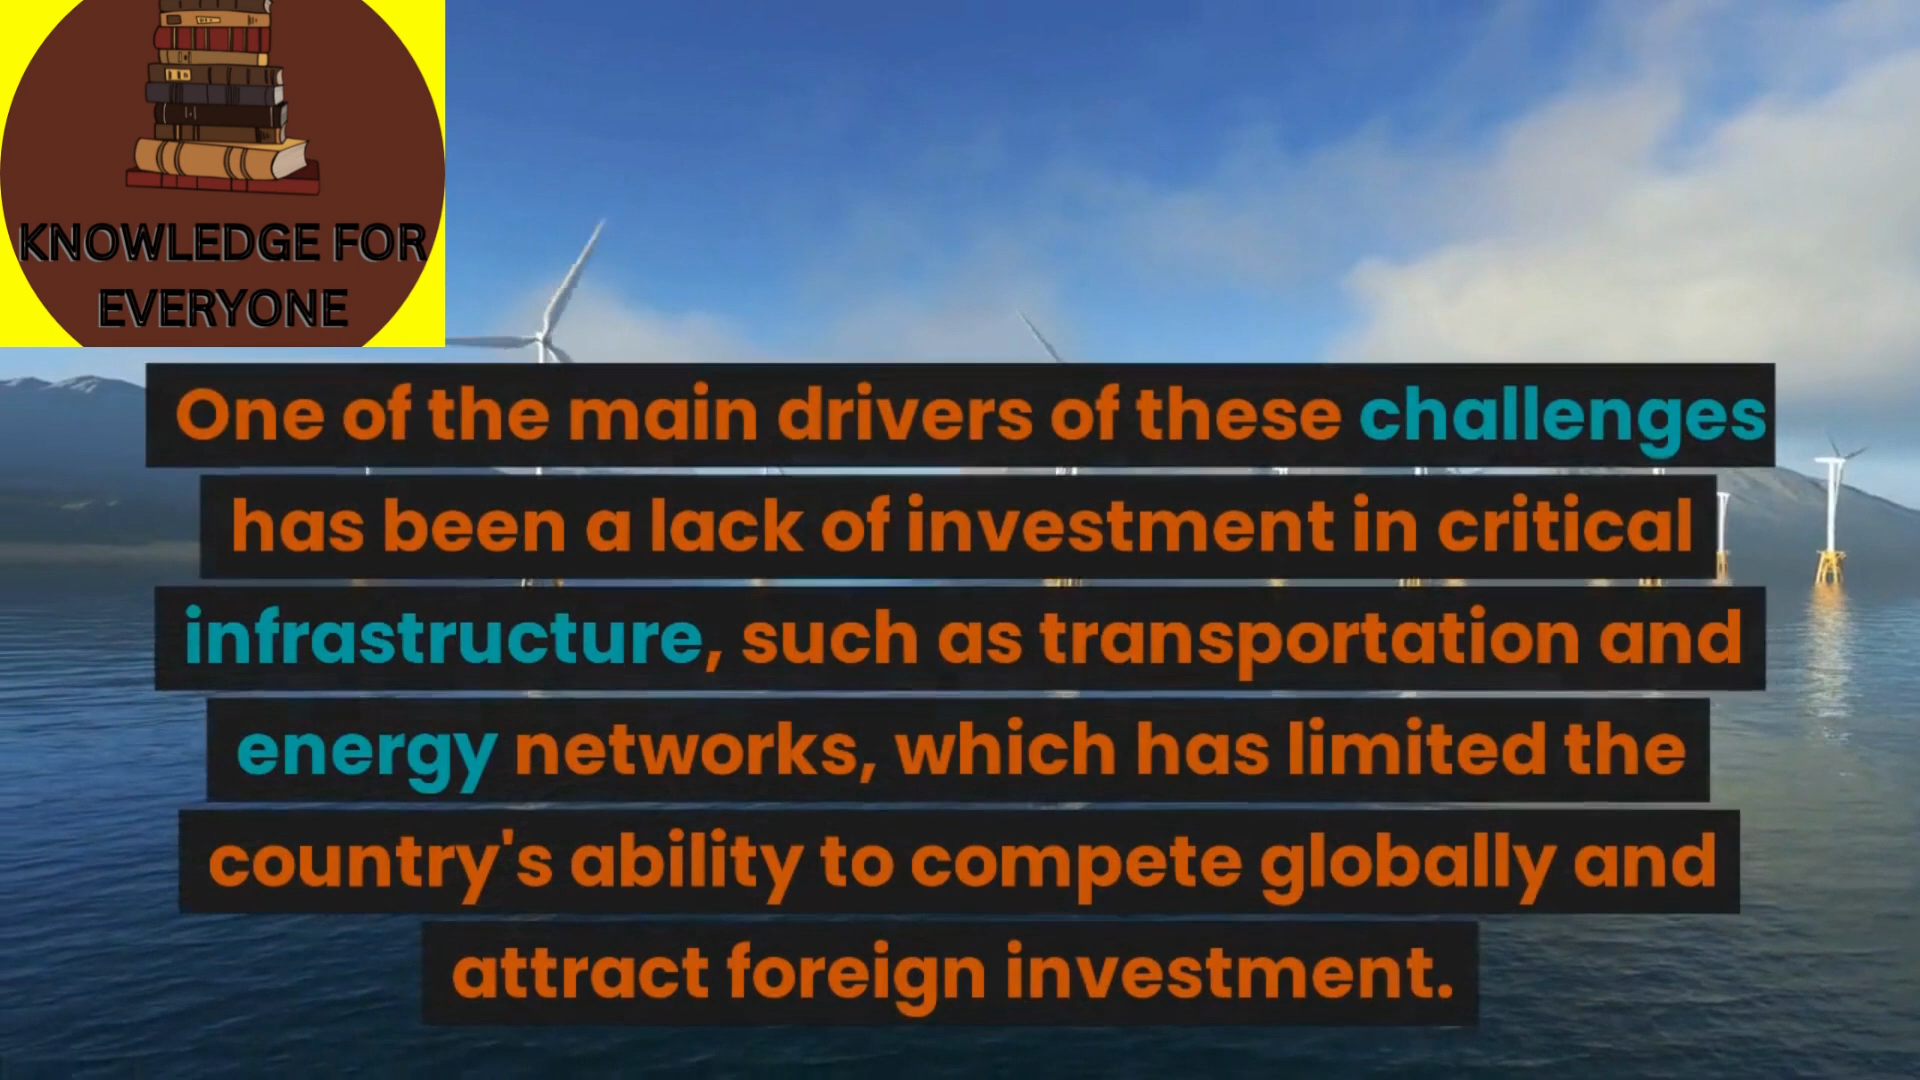 KNOWLEDGE FOR
EVERYONE
One of the main drivers of these challenges
has been a lack of investment in critical
infrastructure, such as transportation and
energy networks, which has limited the
country's ability to compete globally and
attract foreign investment.